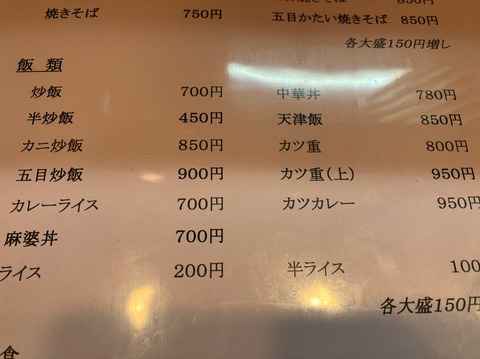 焼きそば 750円
五目かたい焼きそば 850円
各大盛150円増し
飯類
炒飯 700円
中華丼 780円
半炒飯 450円
天津飯 850円
カニ炒飯 850円
カツ重 800円
五目炒飯 900円
カツ重(上) 950円
カレーライス 700円
カツカレー 950円
麻婆丼 700円
ライス 200円
半ライス 100
各大盛150円
食